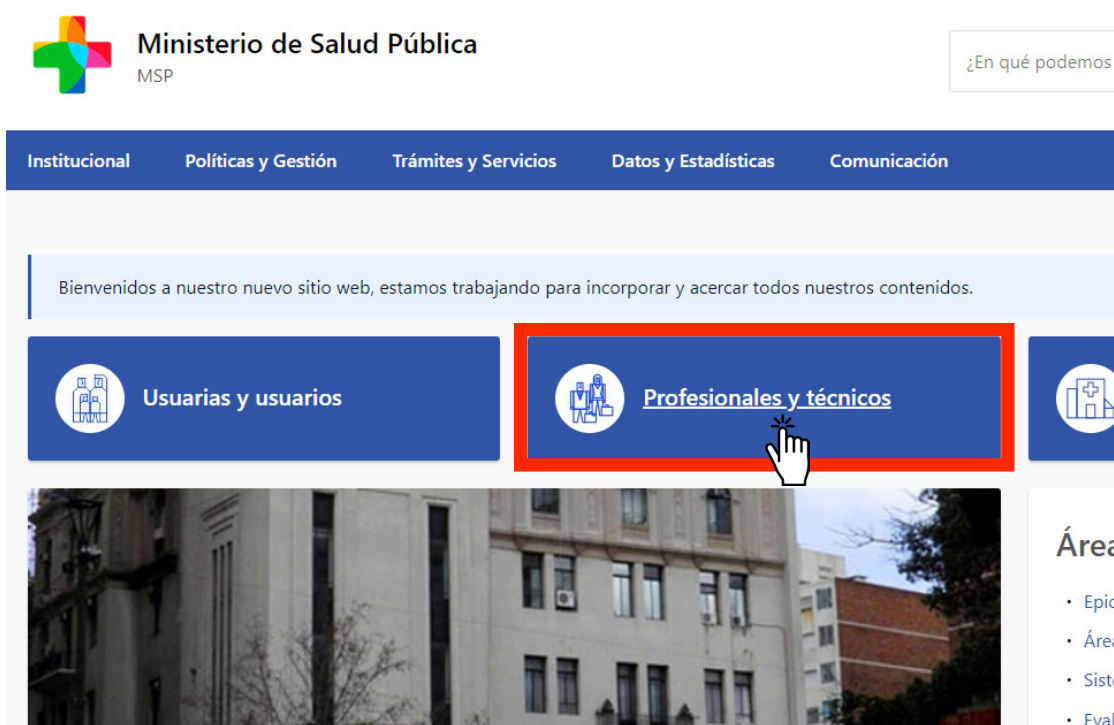 Ministerio de Salud Pública
MSP
¿En qué podemos
Institucional Políticas y Gestión Trámites y Servicios Datos y Estadísticas Comunicación
Bienvenidos a nuestro nuevo sitio web, estamos trabajando para incorporar y acercar todos nuestros contenidos.
Usuarias y usuarios
Profesionales y técnicos